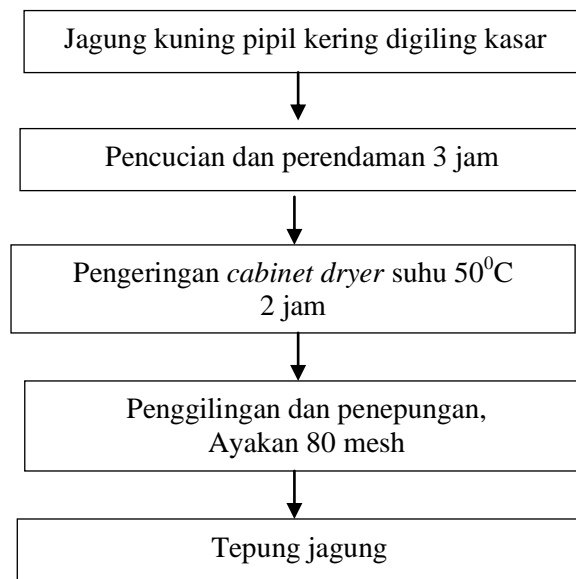 Jagung kuning pipil kering digiling kasar
Pencucian dan perendaman 3 jam
Pengeringan cabinet dryer suhu 50⁰C
2 jam
Penggilingan dan penepungan,
Ayakan 80 mesh
Tepung jagung